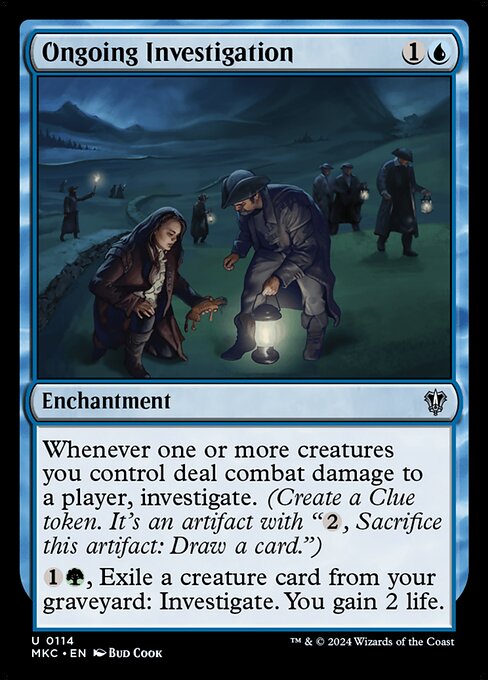 Ongoing Investigation 1
Enchantment
Whenever one or more creatures
you control deal combat damage to
a player, investigate. (Create a Clue
token. It's an artifact with “2, Sacrifice
this artifact: Draw a card.”)
1, Exile a creature card from your
graveyard: Investigate. You gain 2 life.
U 0114
MKC • EN Bud Cook
™ & © 2024 Wizards of the Coast